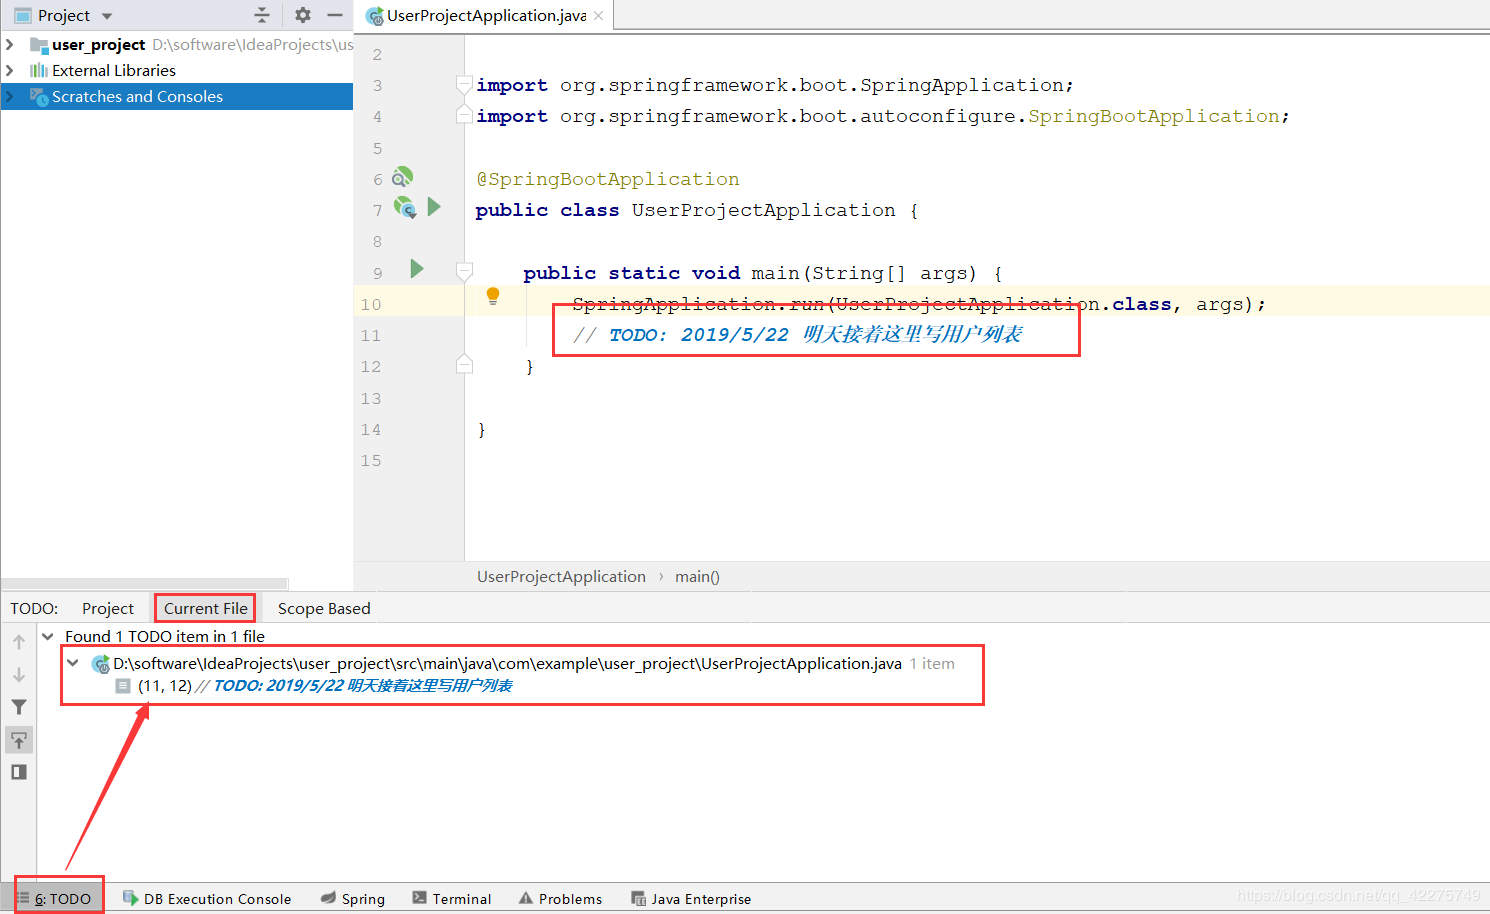 Project
UserProjectApplication.java
user_project D:\software\IdeaProjects\us
External Libraries
Scratches and Consoles
2
3 import org.springframework.boot.SpringApplication;
4 import org.springframework.boot.autoconfigure.SpringBootApplication;
5
6 @SpringBootApplication
7 public class UserProjectApplication {
8
9 public static void main(String[] args) {
10 SpringApplication.run(UserProjectApplication.class, args);
11 // TODO: 2019/5/22 明天接着这里写用户列表
12 }
13
14 }
15
UserProjectApplication › main()
TODO: Project Current File Scope Based
Found 1 TODO item in 1 file
D:\software\IdeaProjects\user_project\src\main\java\com\example\user_project\UserProjectApplication.java 1 item
(11, 12) // TODO: 2019/5/22 明天接着这里写用户列表
6: TODO DB Execution Console Spring Terminal Problems Java Enterprise
https://blog.csdn.net/qq_42275749